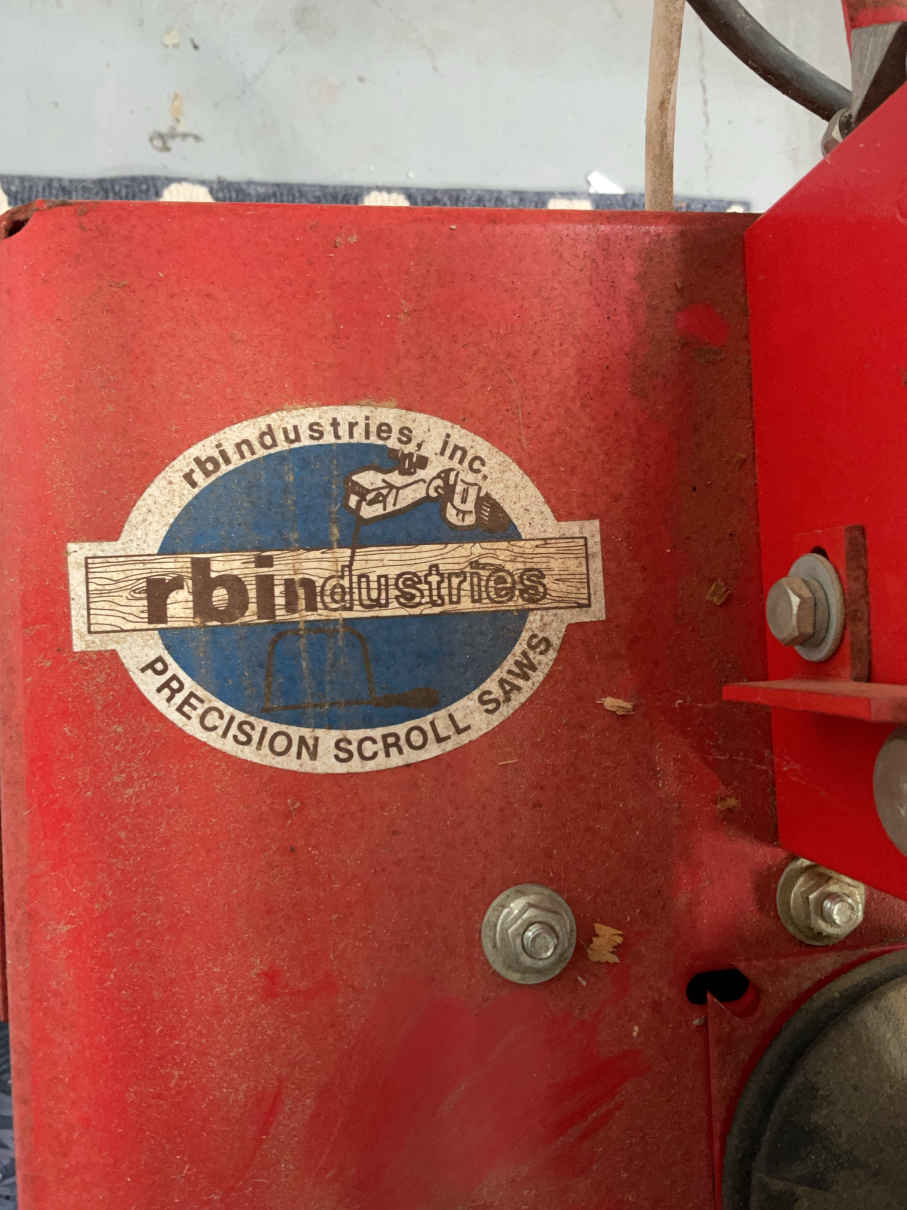 rbindustries, inc.
rbindustries
PRECISION SCROLL SAWS